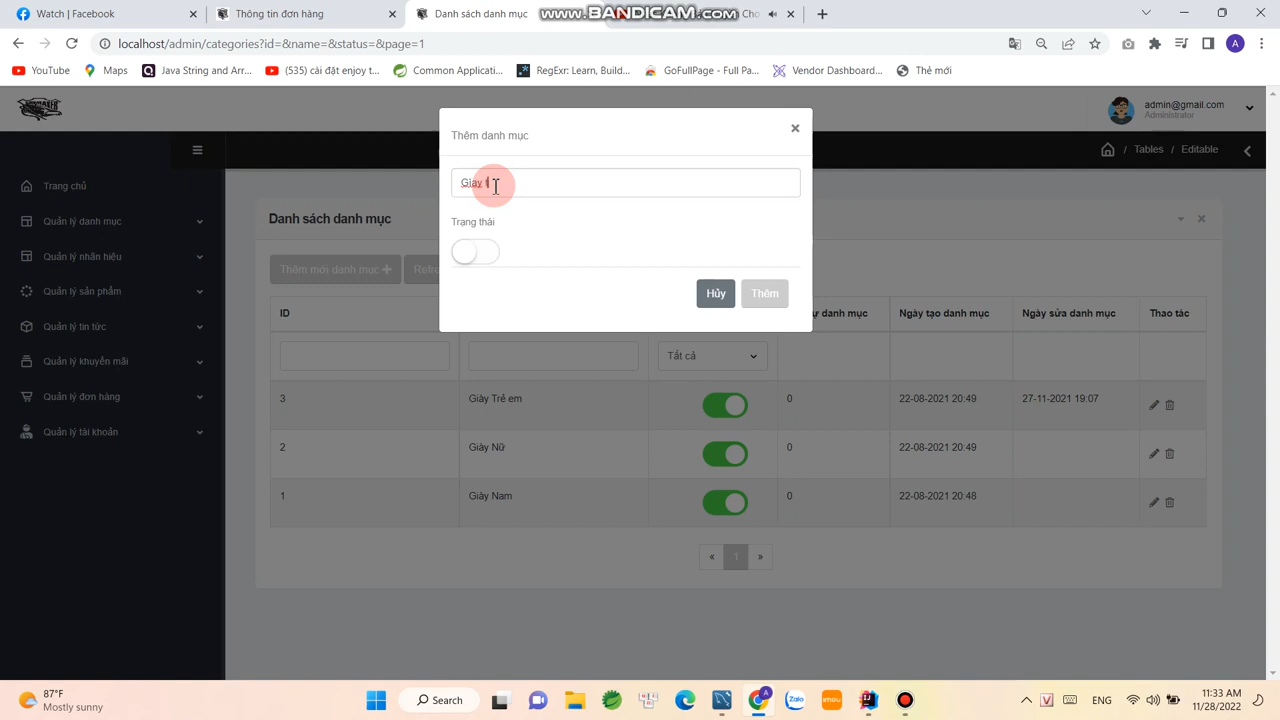 Watch | Facebook
Thông tin đơn hàng
Danh sách danh mục
www.BANDICAM.com
Cho
localhost/admin/categories?id=&name=&status=&page=1
YouTube
Maps
Java String and Arr...
(535) cài đặt enjoy t...
Common Applicati...
RegExr: Learn, Buil...
GoFullPage - Full Pa...
Vendor Dashboard...
Thẻ mới
admin@gmail.com
Administrator
Tables / Editable
Trang chủ
Quản lý danh mục
Quản lý nhãn hiệu
Quản lý sản phẩm
Quản lý tin tức
Quản lý khuyến mãi
Quản lý đơn hàng
Quản lý tài khoản
Thêm danh mục
Giày t
Trạng thái
Hủy
Thêm
Danh sách danh mục
Thêm mới danh mục
Refre
ID
ự danh mục
Ngày tạo danh mục
Ngày sửa danh mục
Thao tác
Tất cả
3
Giày Trẻ em
0
22-08-2021 20:49
27-11-2021 19:07
2
Giày Nữ
0
22-08-2021 20:49
1
Giày Nam
0
22-08-2021 20:48
« 1 »
87°F
Mostly sunny
Search
ENG
11:33 AM
11/28/2022